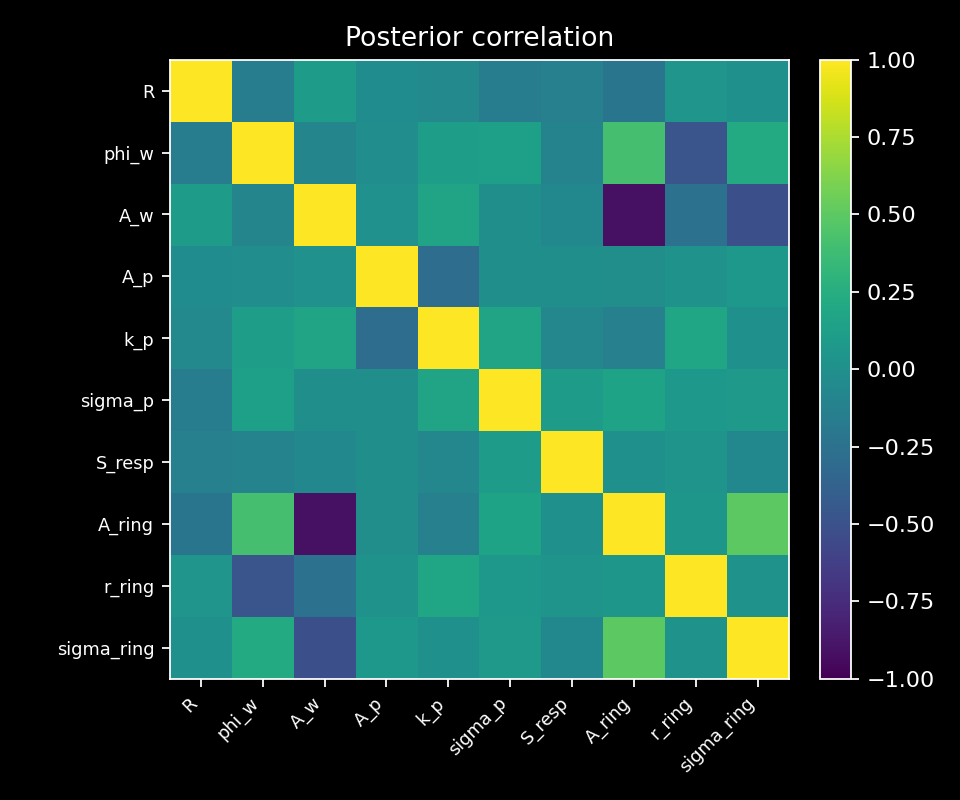 Posterior correlation
R
phi_w
A_w
A_p
k_p
sigma_p
S_resp
A_ring
r_ring
sigma_ring
R
phi_w
A_w
A_p
k_p
sigma_p
S_resp
A_ring
r_ring
sigma_ring
1.00
0.75
0.50
0.25
0.00
−0.25
−0.50
−0.75
−1.00